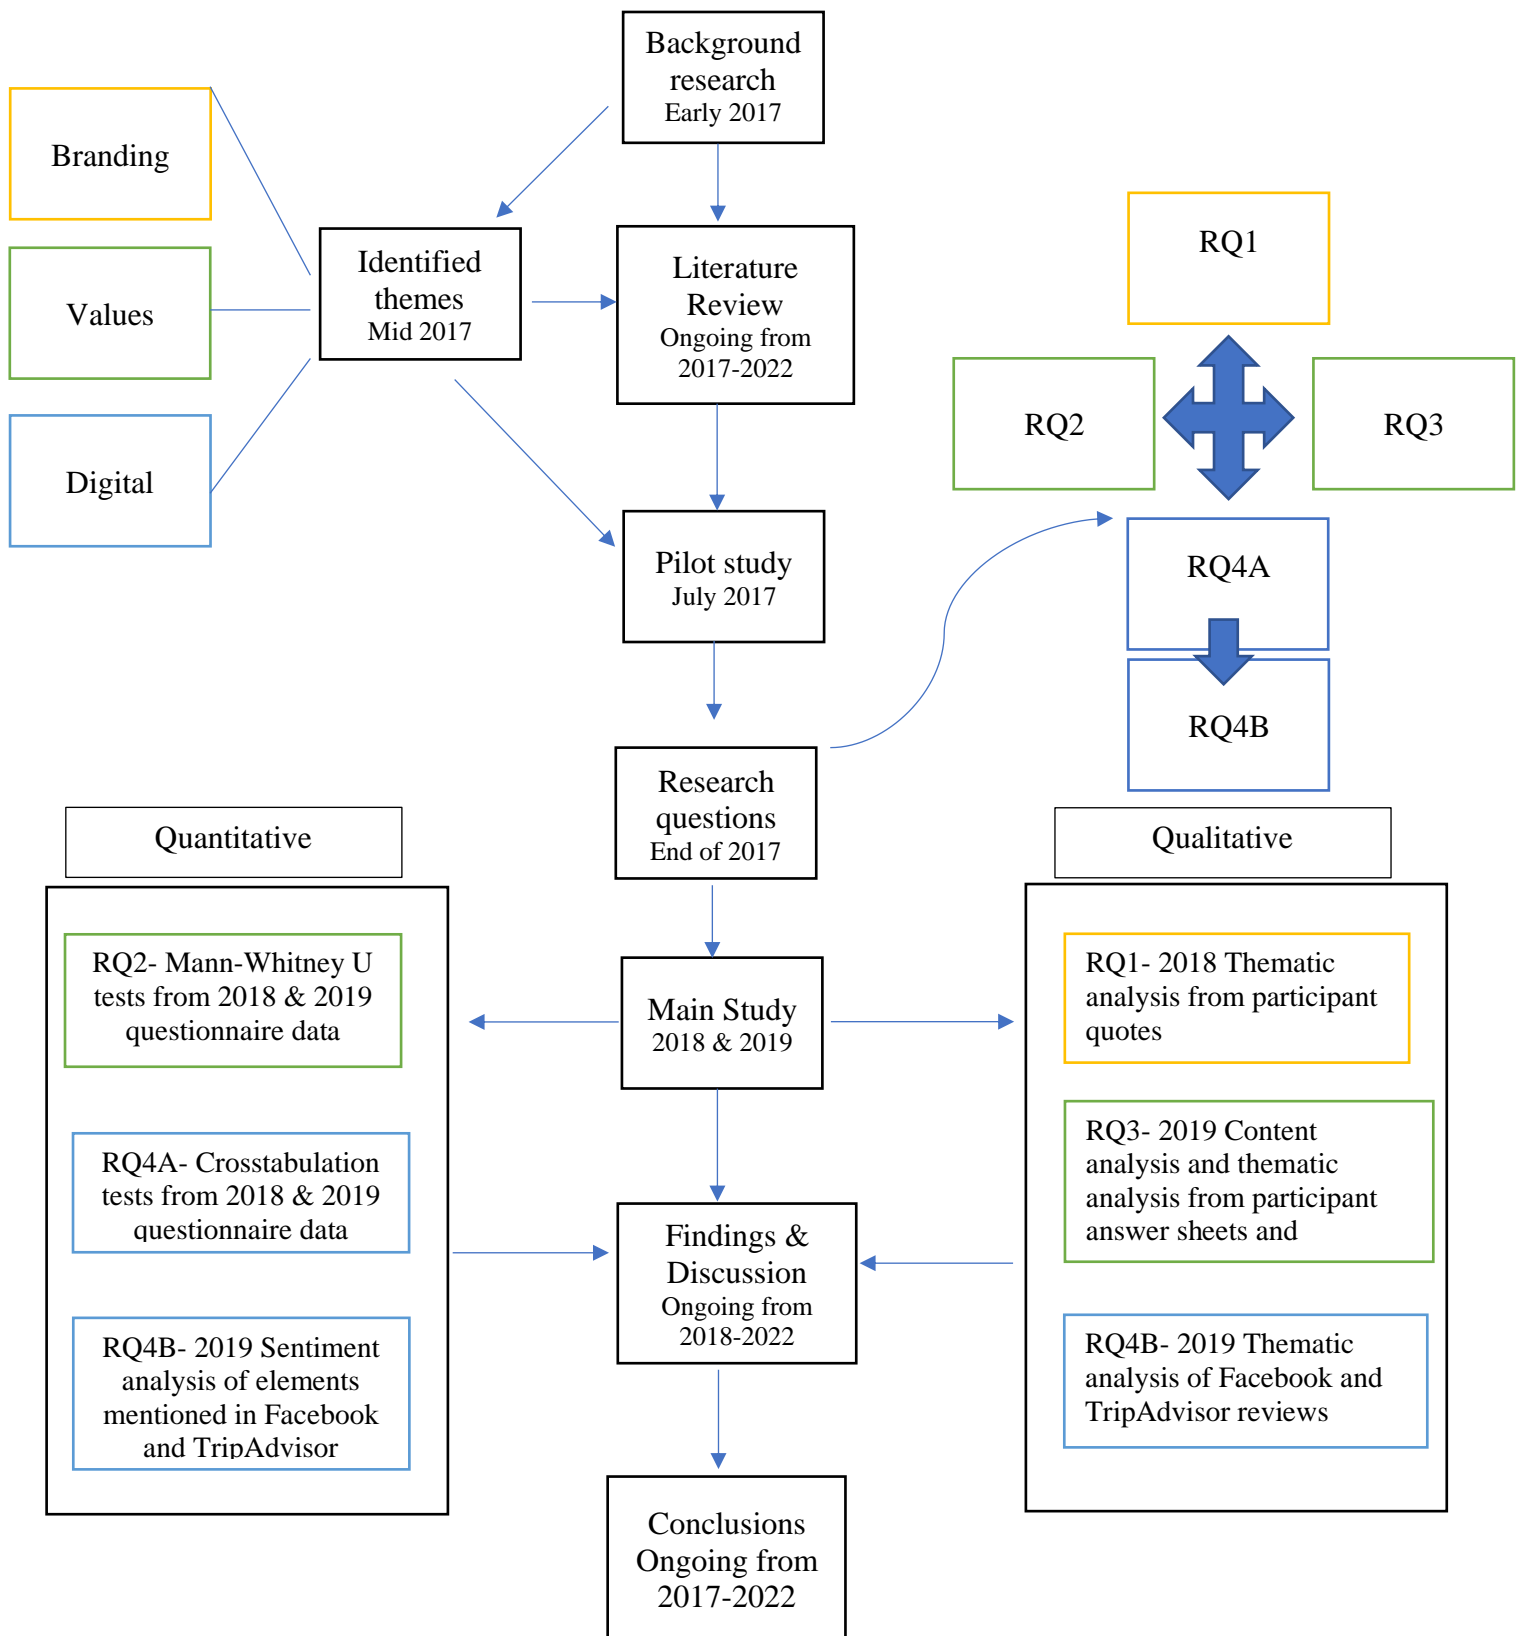 Background
research
Early 2017
Branding
Values
Digital
Identified
themes
Mid 2017
Literature
Review
Ongoing from
2017-2022
RQ1
RQ2
RQ3
RQ4A
RQ4B
Pilot study
July 2017
Research
questions
End of 2017
Quantitative
Qualitative
RQ2- Mann-Whitney U
tests from 2018 & 2019
questionnaire data
RQ4A- Crosstabulation
tests from 2018 & 2019
questionnaire data
RQ4B- 2019 Sentiment
analysis of elements
mentioned in Facebook
and TripAdvisor
Main Study
2018 & 2019
RQ1- 2018 Thematic
analysis from participant
quotes
RQ3- 2019 Content
analysis and thematic
analysis from participant
answer sheets and
RQ4B- 2019 Thematic
analysis of Facebook and
TripAdvisor reviews
Findings &
Discussion
Ongoing from
2018-2022
Conclusions
Ongoing from
2017-2022